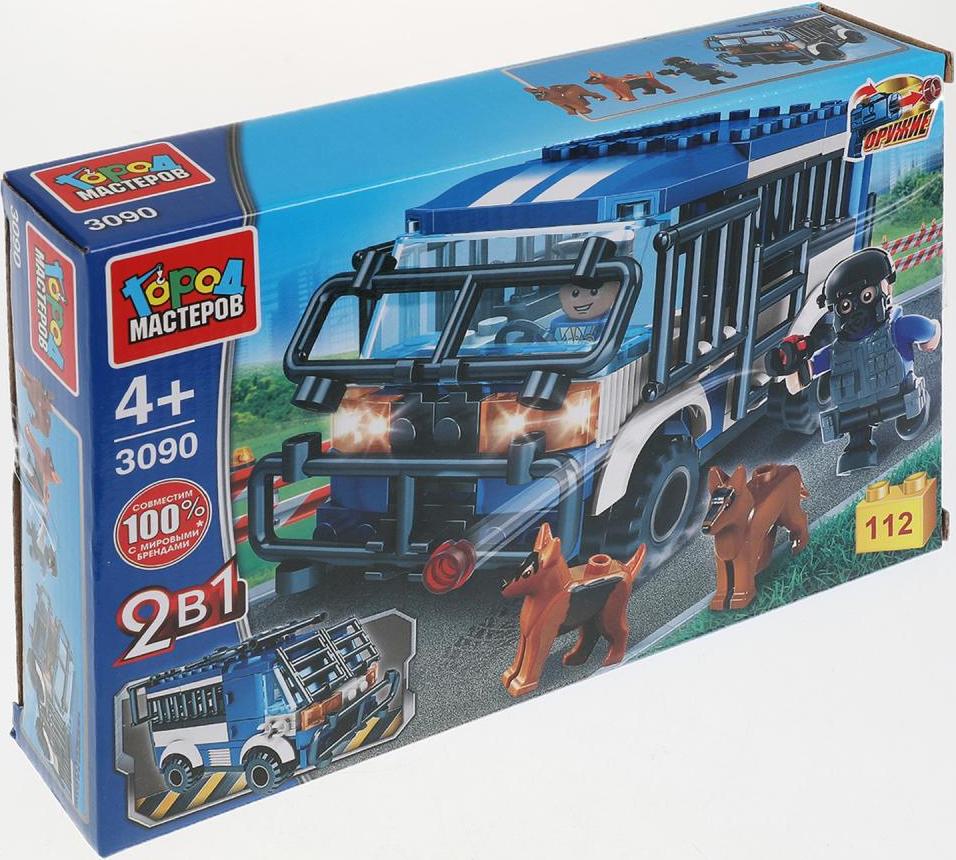 ГОРОД
МАСТЕРОВ
3090
ОРУЖИЕ
3090
ГОРОД
МАСТЕРОВ
ГОРОД
МАСТЕРОВ
4+
3090
СОВМЕСТИМ
100%*
С МИРОВЫМИ
БРЕНДАМИ
2В1
112